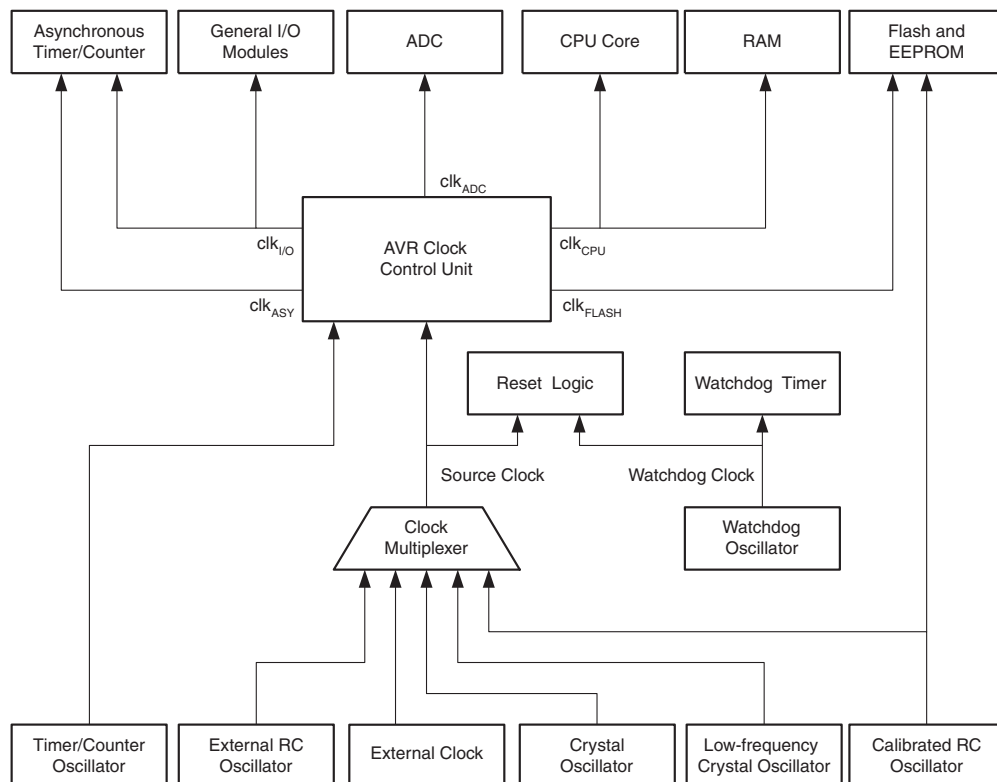 Asynchronous
Timer/Counter
General I/O
Modules
ADC
CPU Core
RAM
Flash and
EEPROM
clkADC
clkI/O
AVR Clock
Control Unit
clkCPU
clkASY
clkFLASH
Reset Logic
Watchdog Timer
Source Clock
Watchdog Clock
Clock
Multiplexer
Watchdog
Oscillator
Timer/Counter
Oscillator
External RC
Oscillator
External Clock
Crystal
Oscillator
Low-frequency
Crystal Oscillator
Calibrated RC
Oscillator